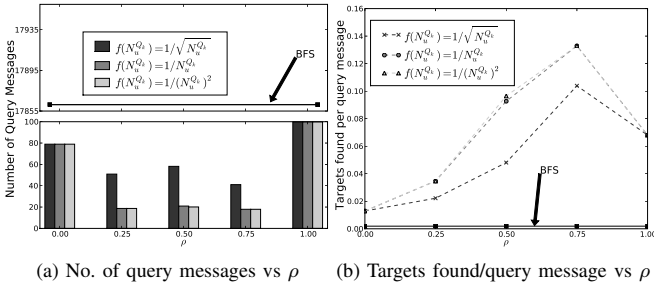 17935
17895
17855
Number of Query Messages
f(N_u^{Q_k})=1/\sqrt{N_u^{Q_k}}
f(N_u^{Q_k})=1/N_u^{Q_k}
f(N_u^{Q_k})=1/(N_u^{Q_k})^2
BFS
100
80
60
40
20
0
0.00 0.25 0.50 0.75 1.00
ρ
(a) No. of query messages vs ρ
0.16
0.14
0.12
0.10
0.08
0.06
0.04
0.02
0.00
Targets found per query message
f(N_u^{Q_k})=1/\sqrt{N_u^{Q_k}}
f(N_u^{Q_k})=1/N_u^{Q_k}
f(N_u^{Q_k})=1/(N_u^{Q_k})^2
BFS
0.00 0.25 0.50 0.75 1.00
ρ
(b) Targets found/query message vs ρ